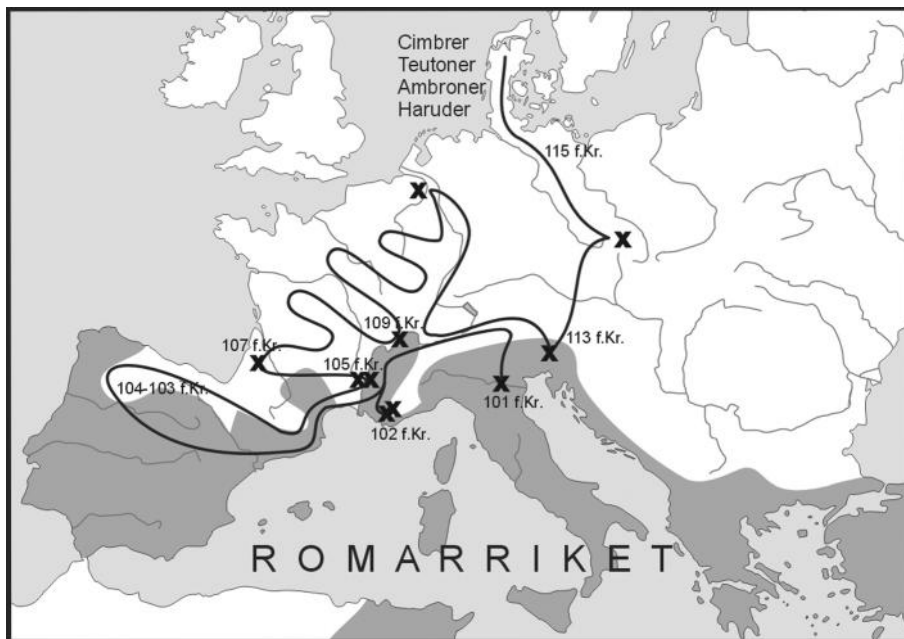 Cimbrer
Teutoner
Ambroner
Haruder
115 f.Kr.
109 f.Kr.
107 f.Kr.
113 f.Kr.
105 f.Kr.
104-103 f.Kr.
101 f.Kr.
102 f.Kr.
ROMARRIKET